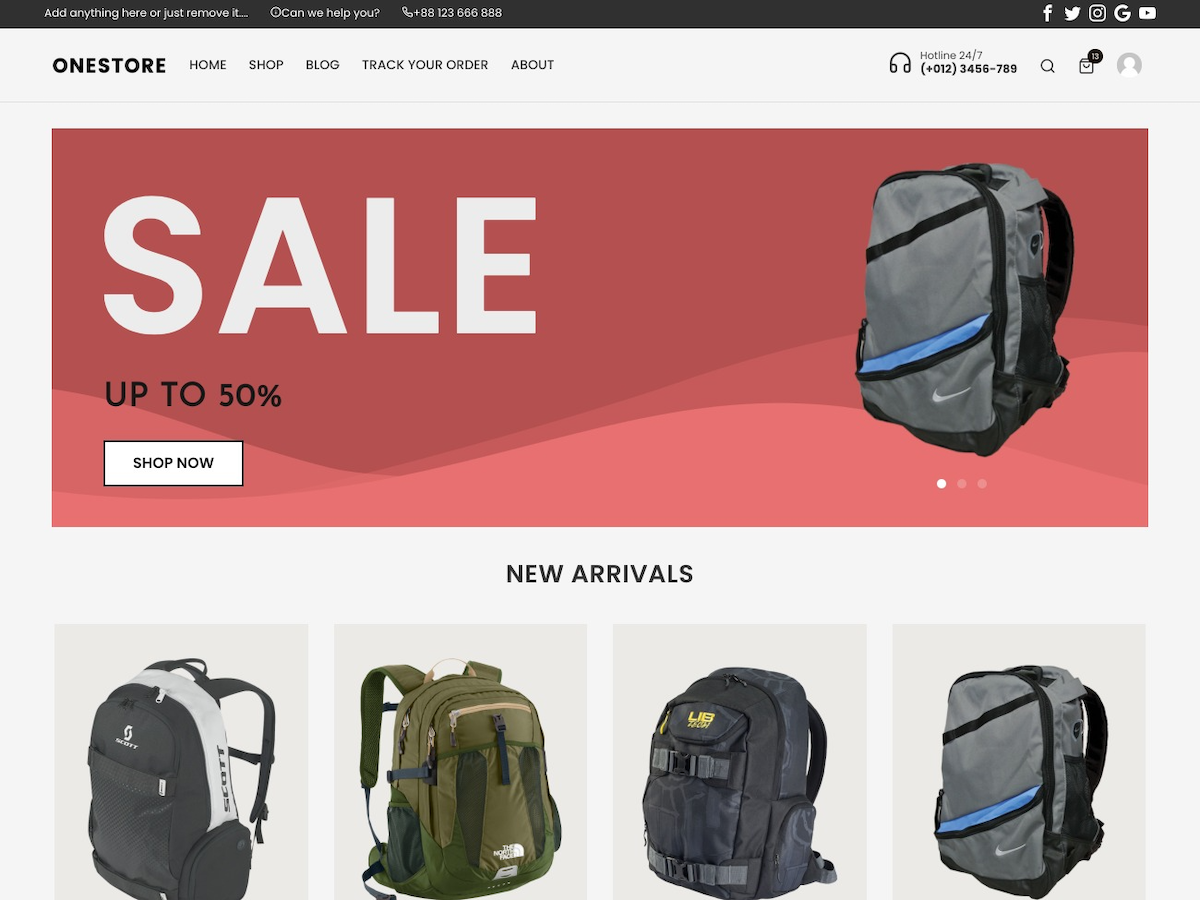 Add anything here or just remove it....
Can we help you?
+88 123 666 888
ONESTORE
HOME
SHOP
BLOG
TRACK YOUR ORDER
ABOUT
Hotline 24/7
(+012) 3456-789
13
SALE
UP TO 50%
SHOP NOW
NEW ARRIVALS
SCOTT
SCOTT
THE
NORTH
FACE
LIB
TECH